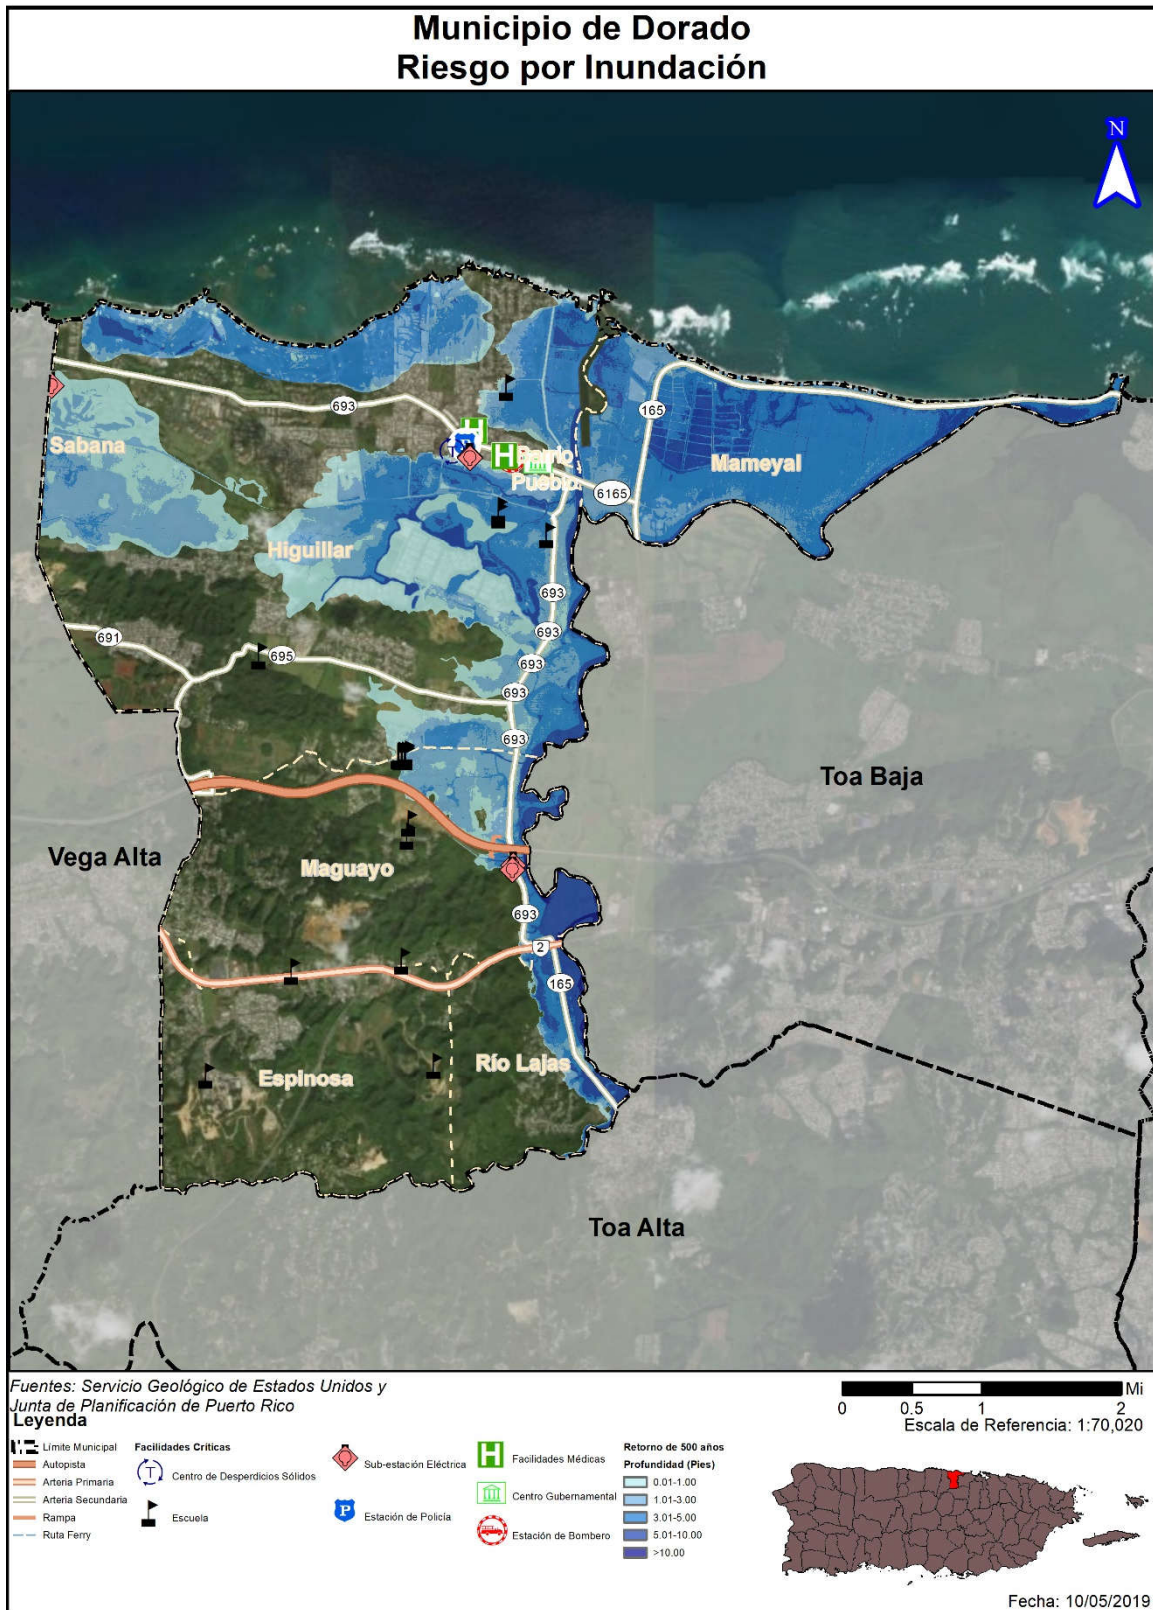 Municipio de Dorado
Riesgo por Inundación
N
693
165
Sabana
Mameyal
H
P
T
H
Barrio
Pueblo
6165
Higuillar
693
693
691
695
693
693
693
Toa Baja
Vega Alta
Maguayo
693
2
165
Río Lajas
Espinosa
Toa Alta
Fuentes: Servicio Geológico de Estados Unidos y
Junta de Planificación de Puerto Rico
Mi
0 0.5 1 2
Escala de Referencia: 1:70,020
Leyenda
Límite Municipal
Autopista
Arteria Primaria
Arteria Secundaria
Rampa
Ruta Ferry
Facilidades Críticas
T Centro de Desperdicios Sólidos
Escuela
Sub-estación Eléctrica
P Estación de Policía
H Facilidades Médicas
Centro Gubernamental
Estación de Bombero
Retorno de 500 años
Profundidad (Pies)
0.01-1.00
1.01-3.00
3.01-5.00
5.01-10.00
>10.00
Fecha: 10/05/2019